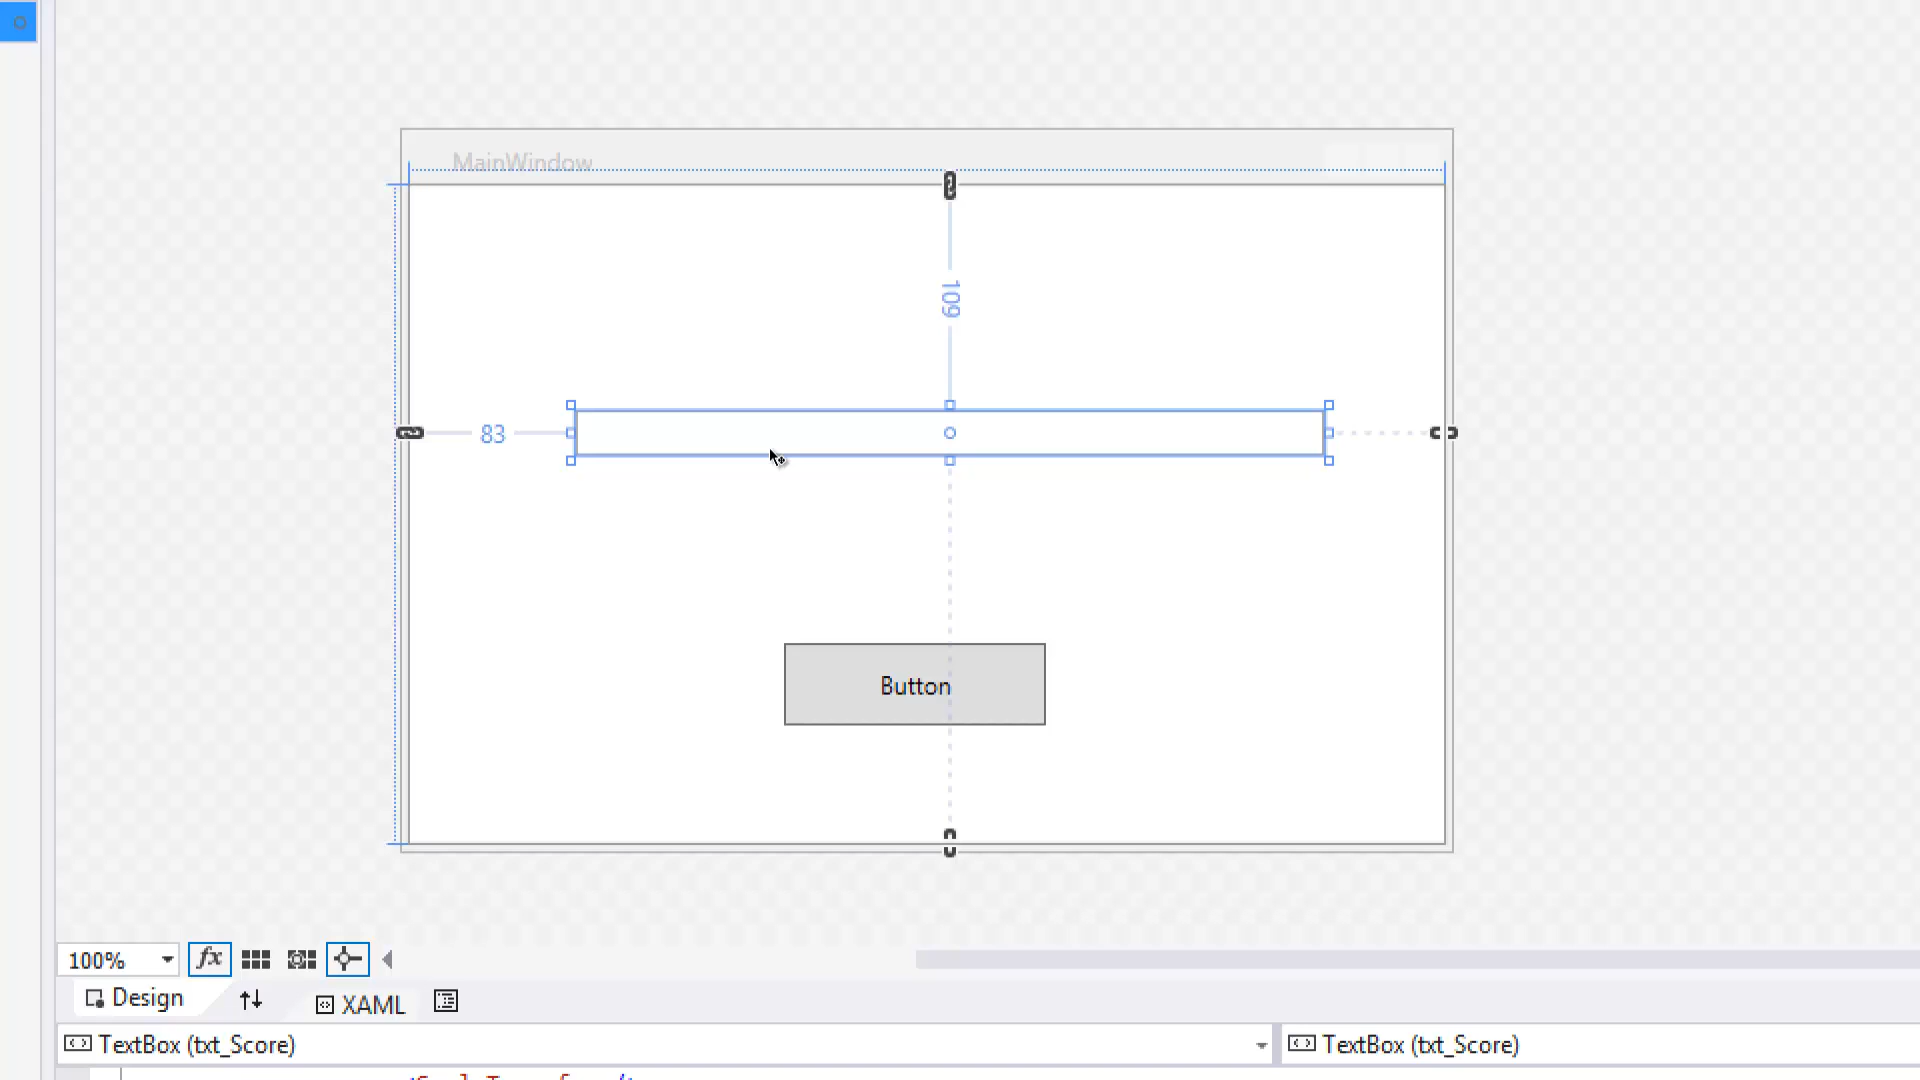 MainWindow
109
83
Button
100%
fx
Design
XAML
TextBox (txt_Score)
TextBox (txt_Score)